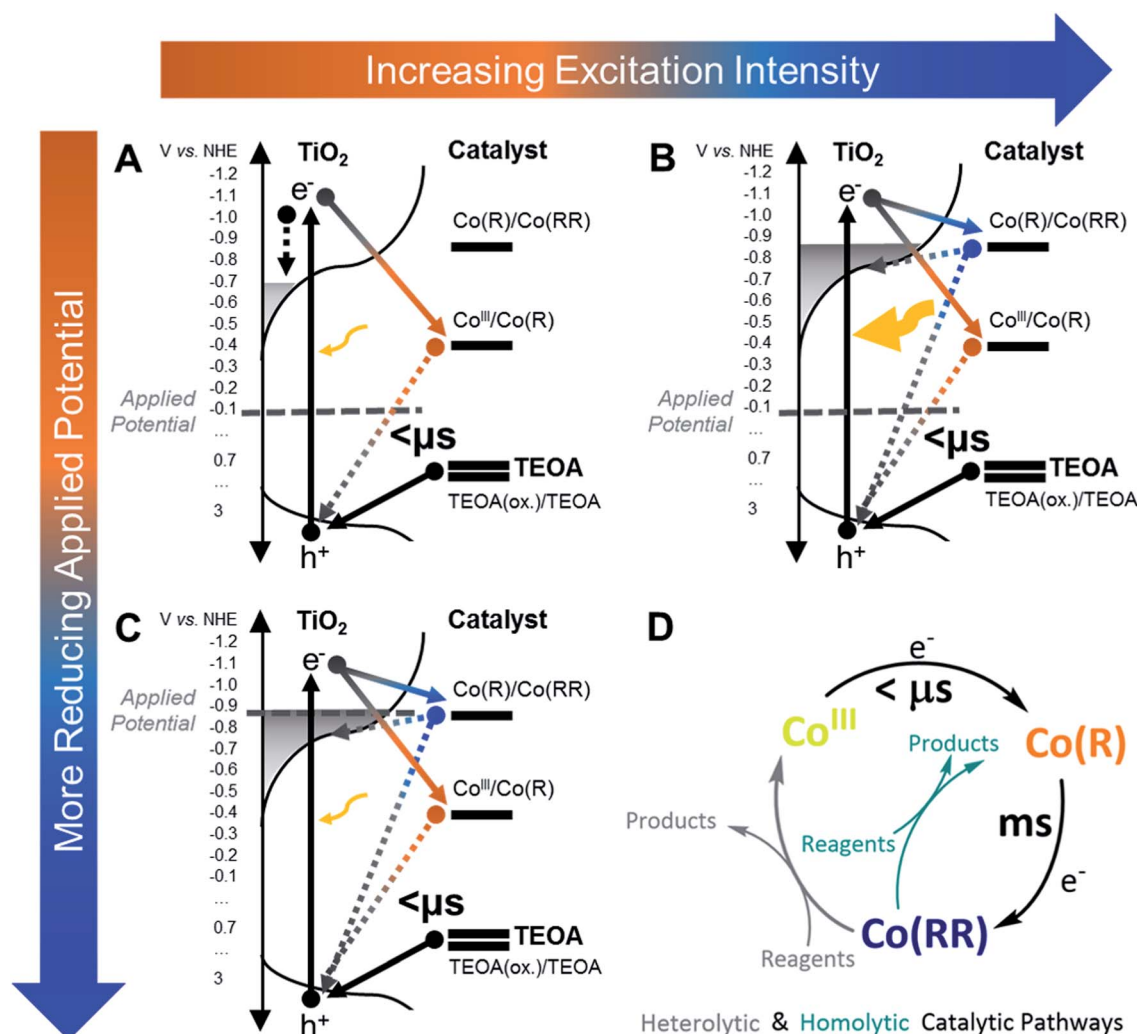 Increasing Excitation Intensity
More Reducing Applied Potential
A
V vs. NHE
TiO2
Catalyst
-1.2
-1.1
-1.0
-0.9
-0.8
-0.7
-0.6
-0.5
-0.4
-0.3
-0.2
-0.1
...
0.7
...
3
e-
Co(R)/Co(RR)
CoIII/Co(R)
Applied
Potential
<μs
TEOA
TEOA(ox.)/TEOA
h+
B
V vs. NHE
TiO2
Catalyst
-1.2
-1.1
-1.0
-0.9
-0.8
-0.7
-0.6
-0.5
-0.4
-0.3
-0.2
-0.1
...
0.7
...
3
e-
Co(R)/Co(RR)
CoIII/Co(R)
Applied
Potential
<μs
TEOA
TEOA(ox.)/TEOA
h+
C
V vs. NHE
TiO2
Catalyst
-1.2
-1.1
-1.0
-0.9
-0.8
-0.7
-0.6
-0.5
-0.4
-0.3
-0.2
-0.1
...
0.7
...
3
e-
Applied
Potential
Co(R)/Co(RR)
CoIII/Co(R)
<μs
TEOA
TEOA(ox.)/TEOA
h+
D
e-
< μs
CoIII
Products
Co(R)
Products
Reagents
ms
e-
Co(RR)
Reagents
Heterolytic & Homolytic Catalytic Pathways